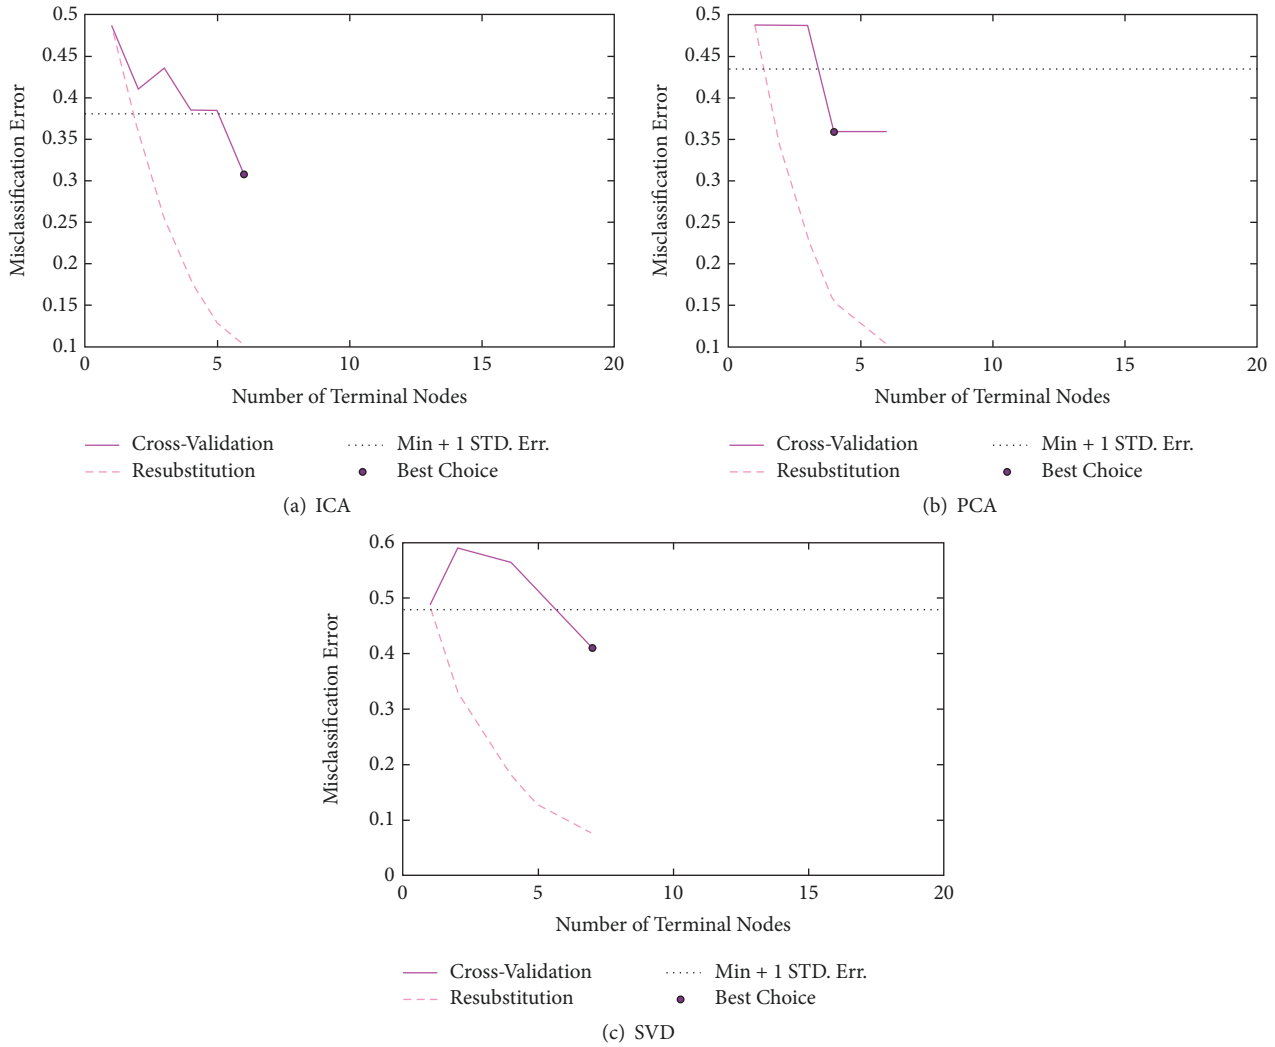 0.5
0.45
0.4
0.35
0.3
0.25
0.2
0.15
0.1
Misclassification Error
0 5 10 15 20
Number of Terminal Nodes
Cross-Validation Min + 1 STD. Err.
Resubstitution Best Choice
(a) ICA
0.5
0.45
0.4
0.35
0.3
0.25
0.2
0.15
0.1
Misclassification Error
0 5 10 15 20
Number of Terminal Nodes
Cross-Validation Min + 1 STD. Err.
Resubstitution Best Choice
(b) PCA
0.6
0.5
0.4
0.3
0.2
0.1
0
Misclassification Error
0 5 10 15 20
Number of Terminal Nodes
Cross-Validation Min + 1 STD. Err.
Resubstitution Best Choice
(c) SVD